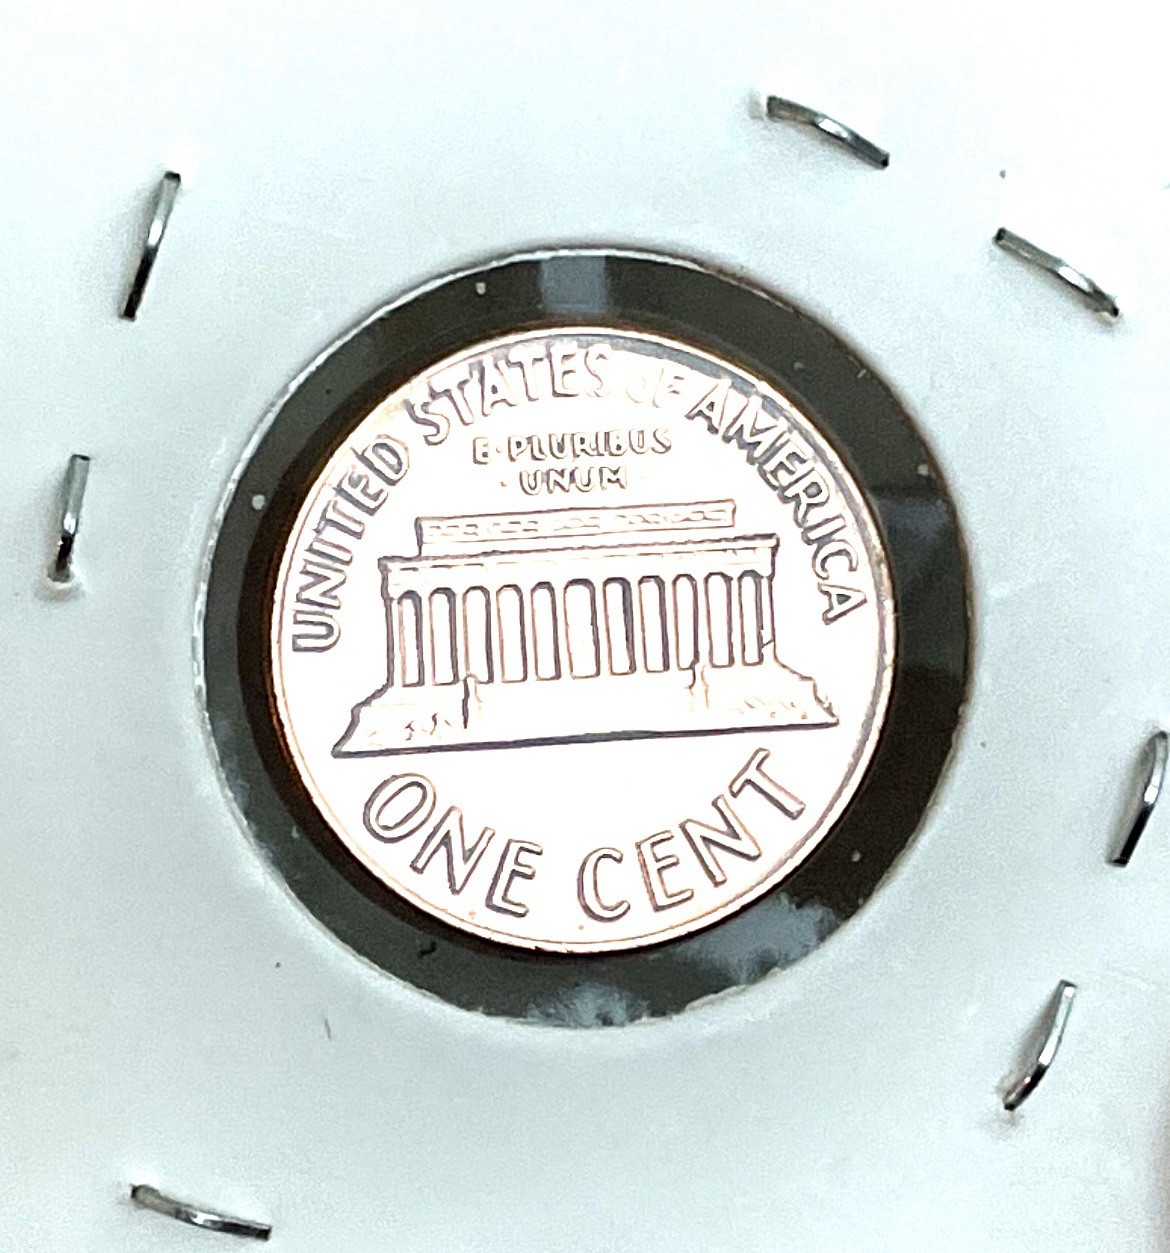 UNITED STATES OF AMERICA
E·PLURIBUS
·UNUM·
ONE CENT